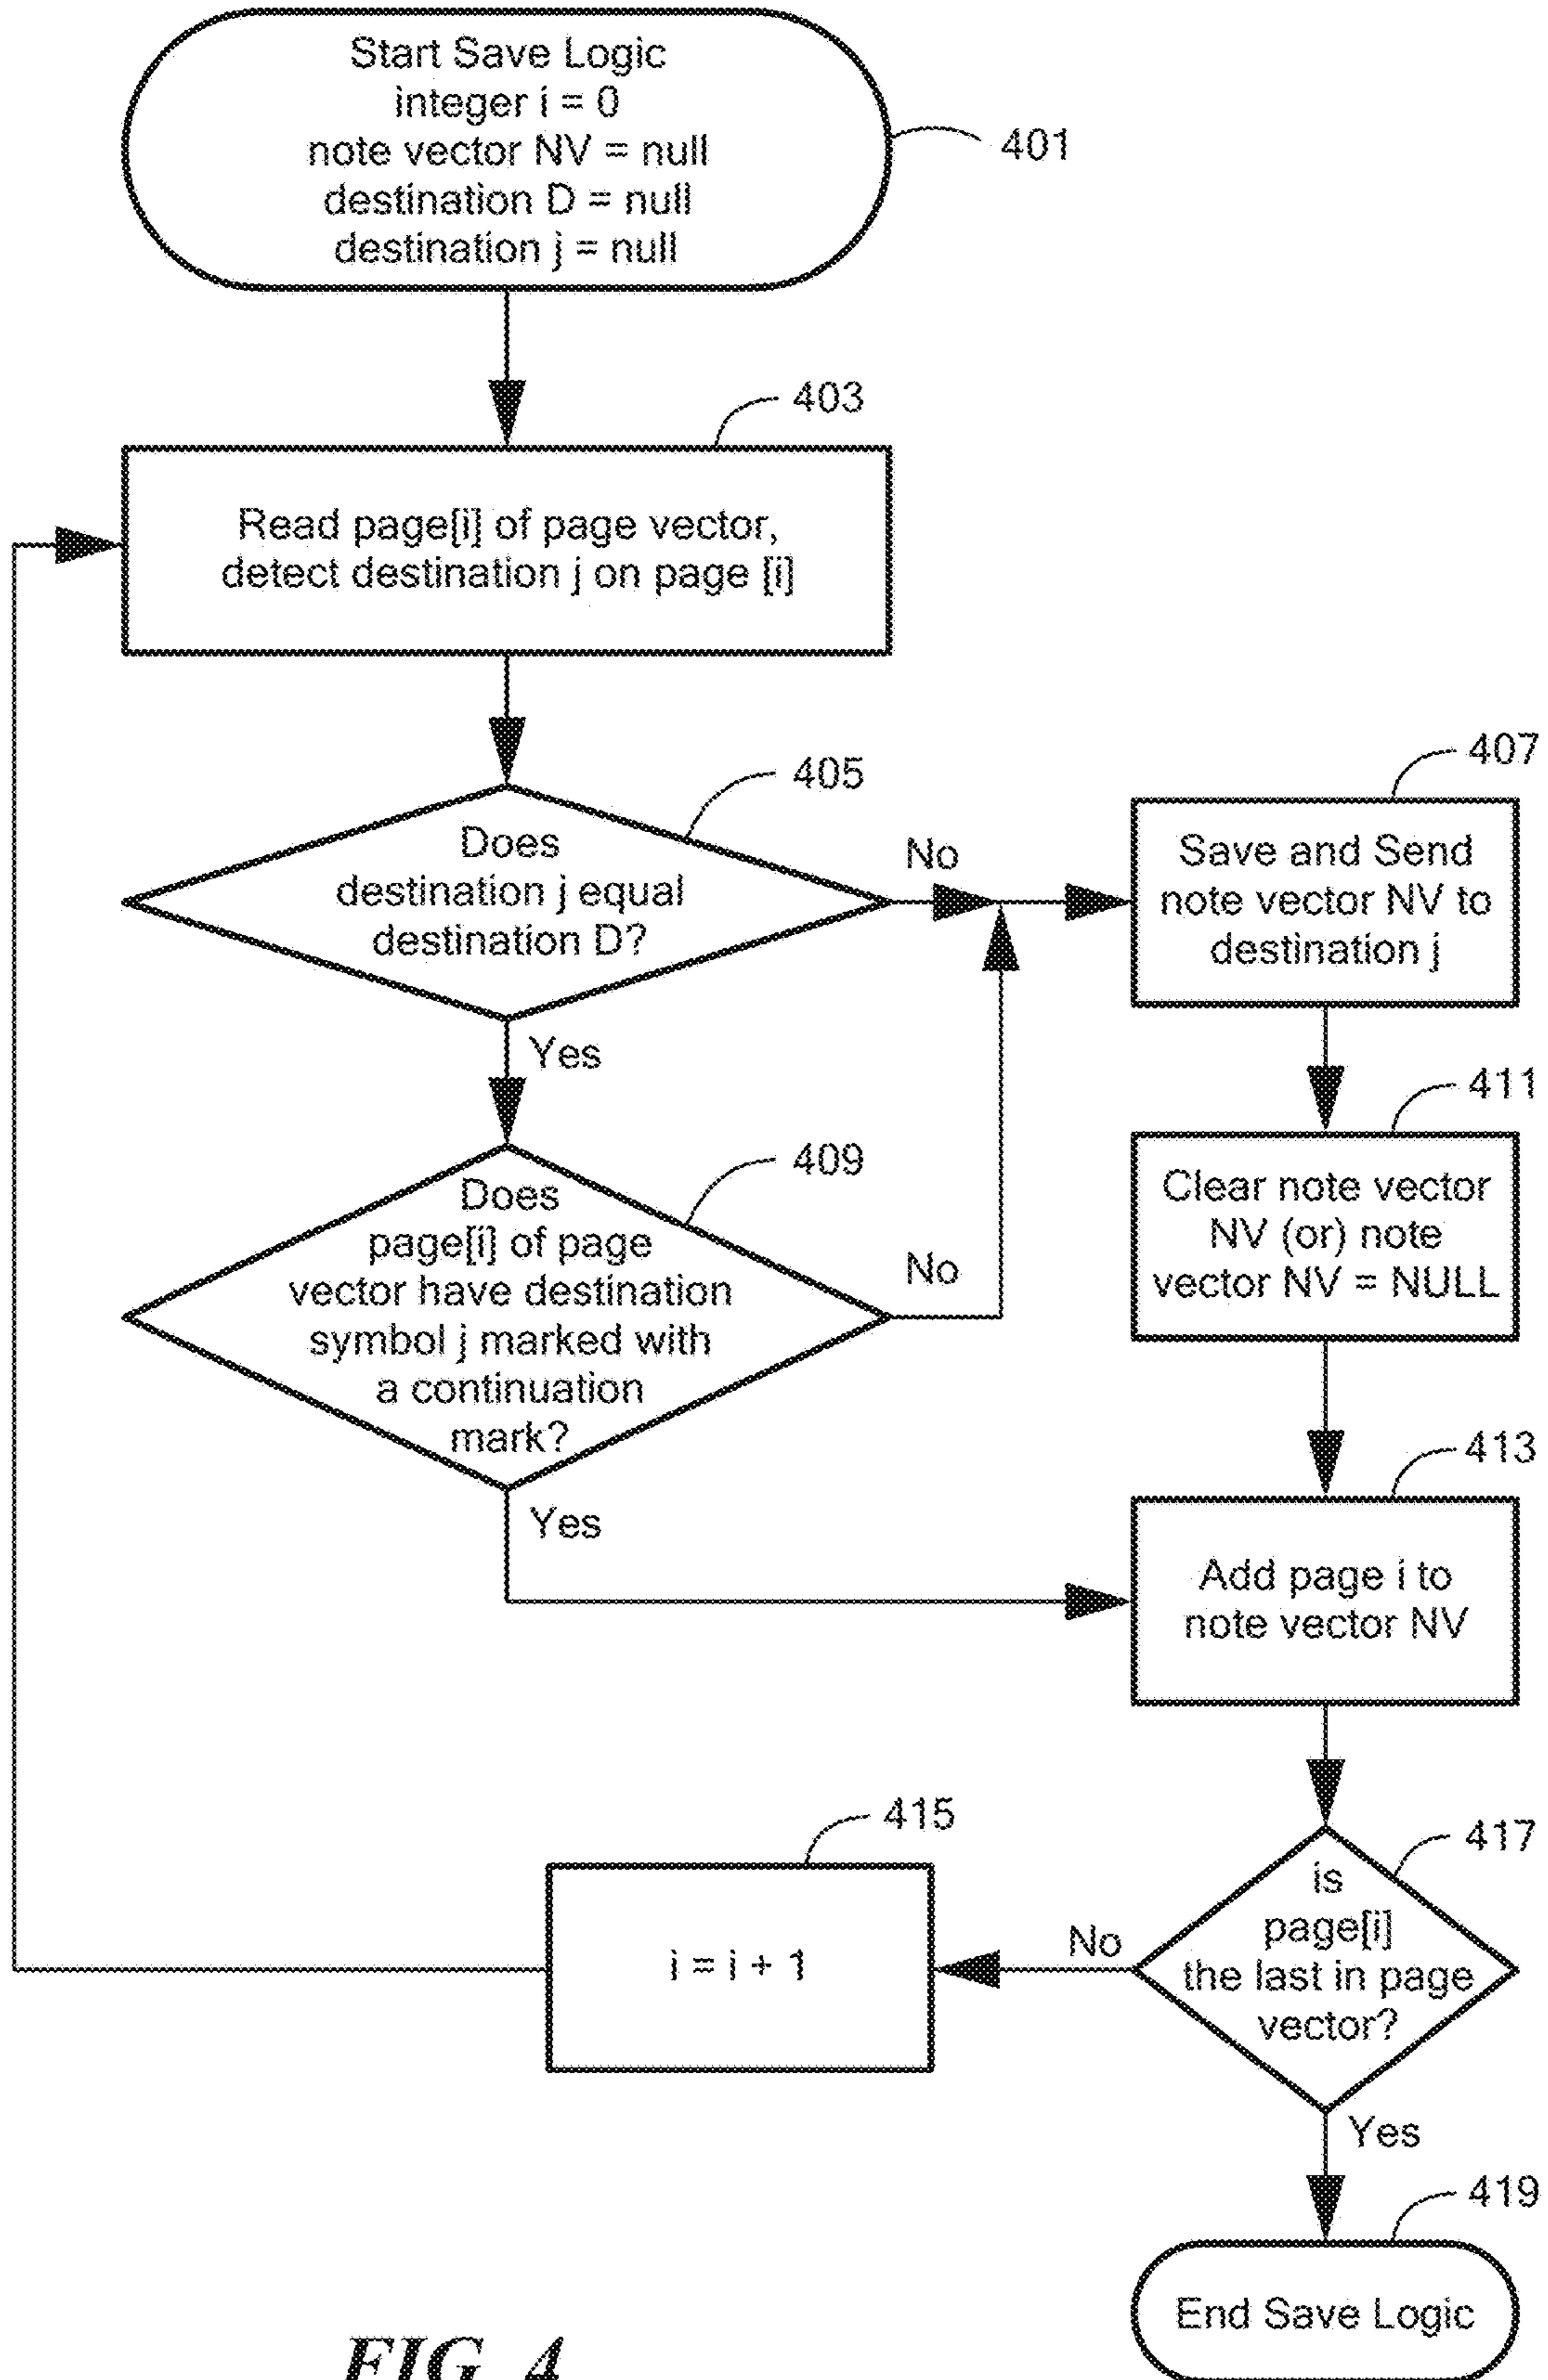 Start Save Logic
integer i = 0
note vector NV = null
destination D = null
destination j = null
401
403
Read page[i] of page vector,
detect destination j on page [i]
405
Does
destination j equal
destination D?
No
Yes
407
Save and Send
note vector NV to
destination j
409
Does
page[i] of page
vector have destination
symbol j marked with
a continuation
mark?
No
Yes
411
Clear note vector
NV (or) note
vector NV = NULL
413
Add page i to
note vector NV
415
i = i + 1
417
is
page[i]
the last in page
vector?
No
Yes
419
End Save Logic
FIG. 4